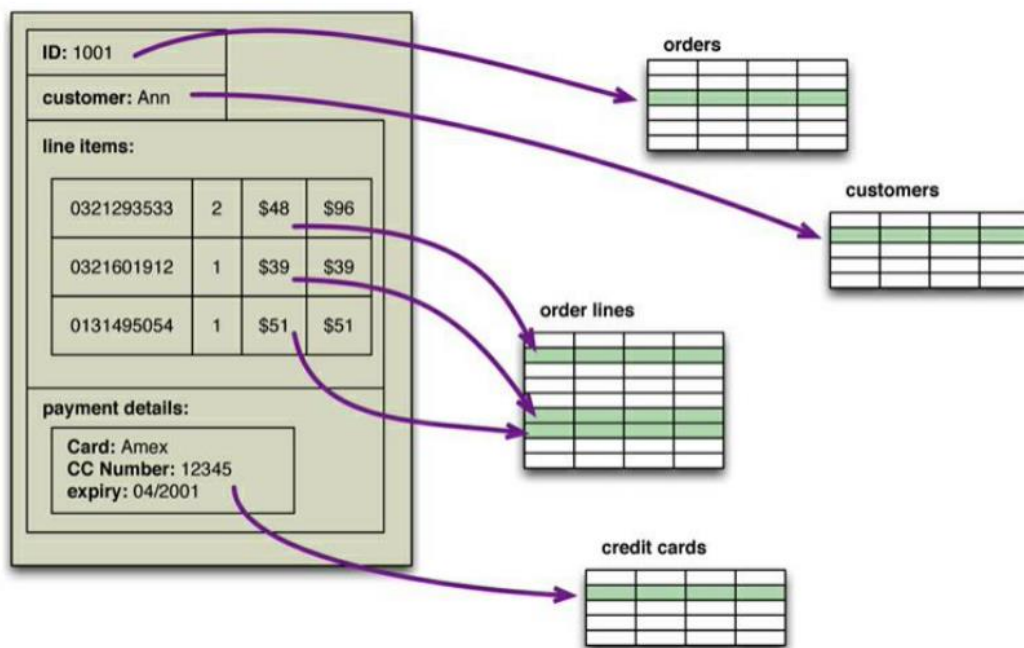 ID: 1001
customer: Ann
line items:
0321293533 2 $48 $96
0321601912 1 $39 $39
0131495054 1 $51 $51
payment details:
Card: Amex
CC Number: 12345
expiry: 04/2001
orders
customers
order lines
credit cards